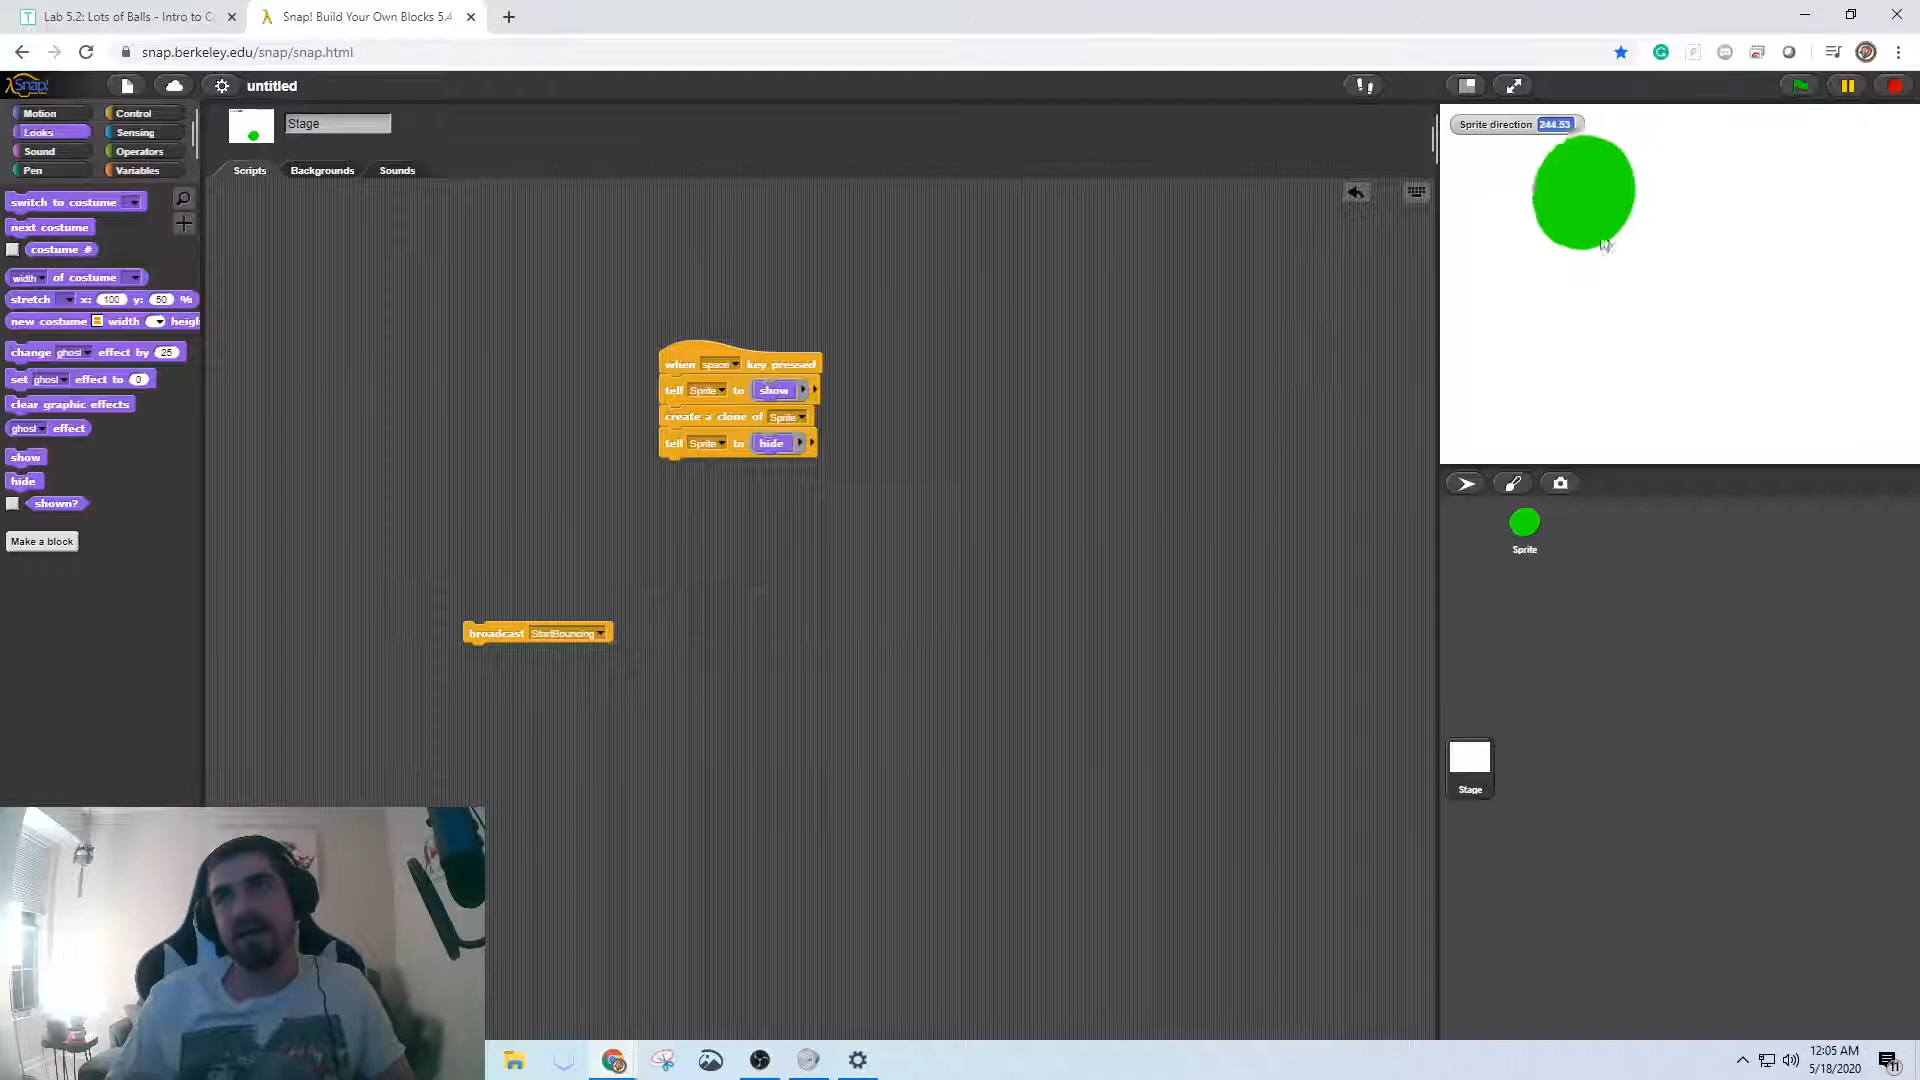 Lab 5.2: Lots of Balls - Intro to C
Snap! Build Your Own Blocks 5.4
snap.berkeley.edu/snap/snap.html
Snap!
untitled
Motion
Control
Looks
Sensing
Sound
Operators
Pen
Variables
Stage
Scripts
Backgrounds
Sounds
Sprite direction 244.53
switch to costume
next costume
costume #
width of costume
stretch x: 100 y: 50 %
new costume width heigh
change ghost effect by 25
set ghost effect to 0
clear graphic effects
ghost effect
show
hide
shown?
Make a block
when space key pressed
tell Sprite to show
create a clone of Sprite
tell Sprite to hide
broadcast StartBouncing
Sprite
Stage
12:05 AM
5/18/2020
11